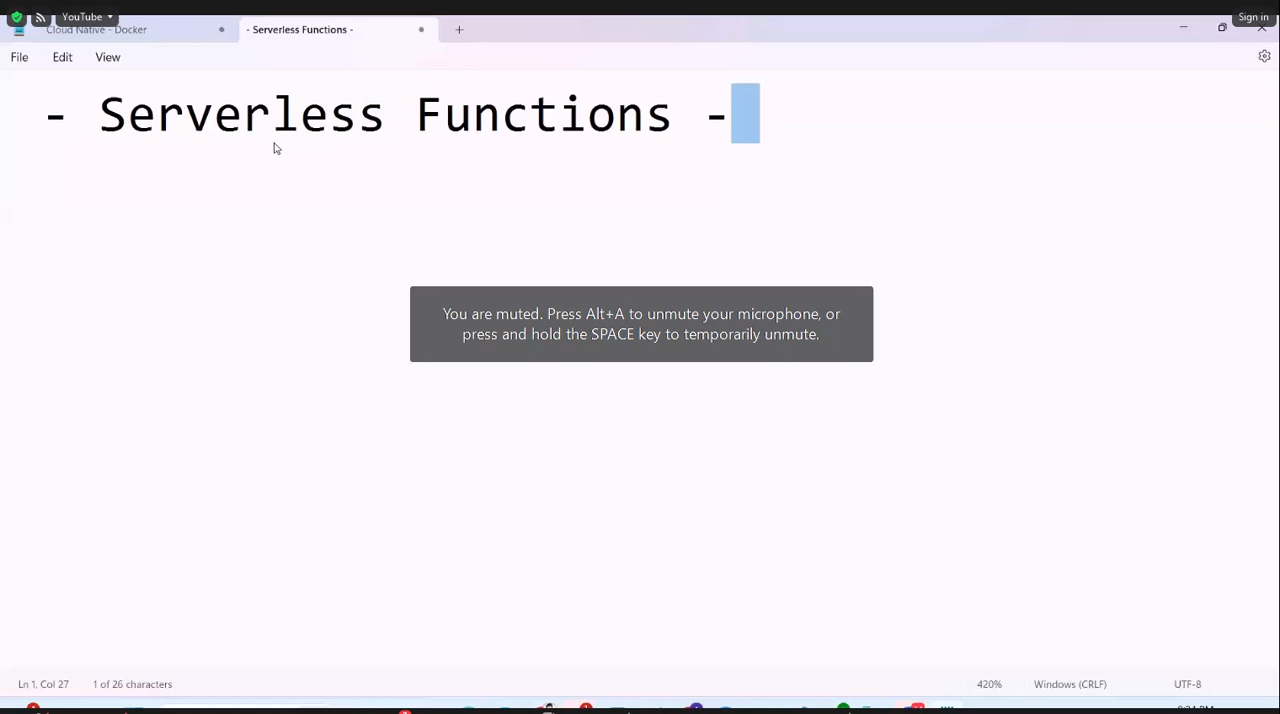 YouTube
Sign in
Cloud Native - Docker
- Serverless Functions -
File
Edit
View
- Serverless Functions -
You are muted. Press Alt+A to unmute your microphone, or
press and hold the SPACE key to temporarily unmute.
Ln 1, Col 27
1 of 26 characters
420%
Windows (CRLF)
UTF-8